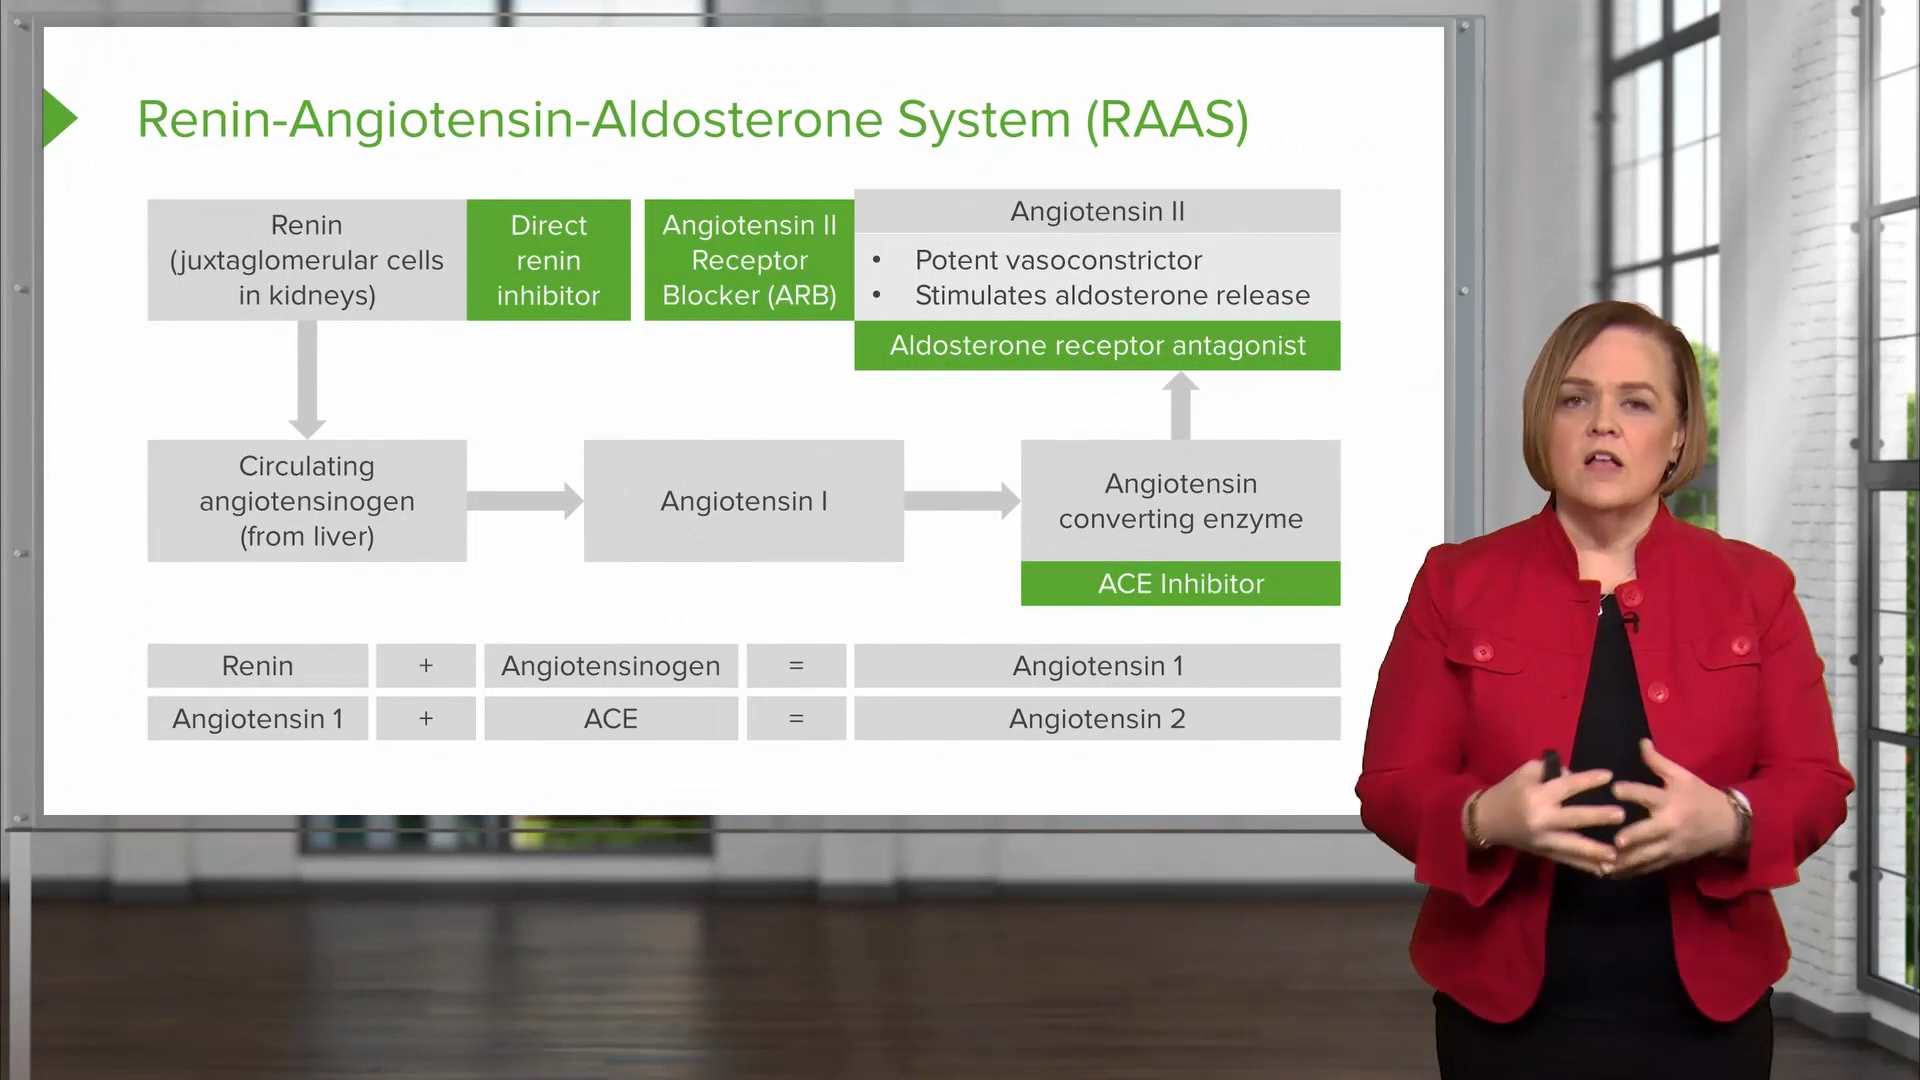 Renin-Angiotensin-Aldosterone System (RAAS)
Renin
(juxtaglomerular cells
in kidneys)
Direct
renin
inhibitor
Angiotensin II
Receptor
Blocker (ARB)
Angiotensin II
• Potent vasoconstrictor
• Stimulates aldosterone release
Aldosterone receptor antagonist
Circulating
angiotensinogen
(from liver)
Angiotensin I
Angiotensin
converting enzyme
ACE Inhibitor
Renin + Angiotensinogen = Angiotensin 1
Angiotensin 1 + ACE = Angiotensin 2